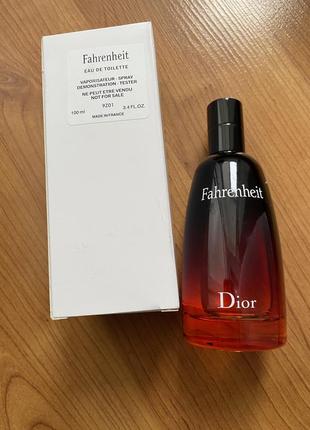 Fahrenheit
EAU DE TOILETTE
VAPORISATEUR - SPRAY
DEMONSTRATION - TESTER
NE PEUT ETRE VENDU
NOT FOR SALE
9Z01
100 ml 3.4 FL.OZ.
MADE IN FRANCE
Fahrenheit
Dior